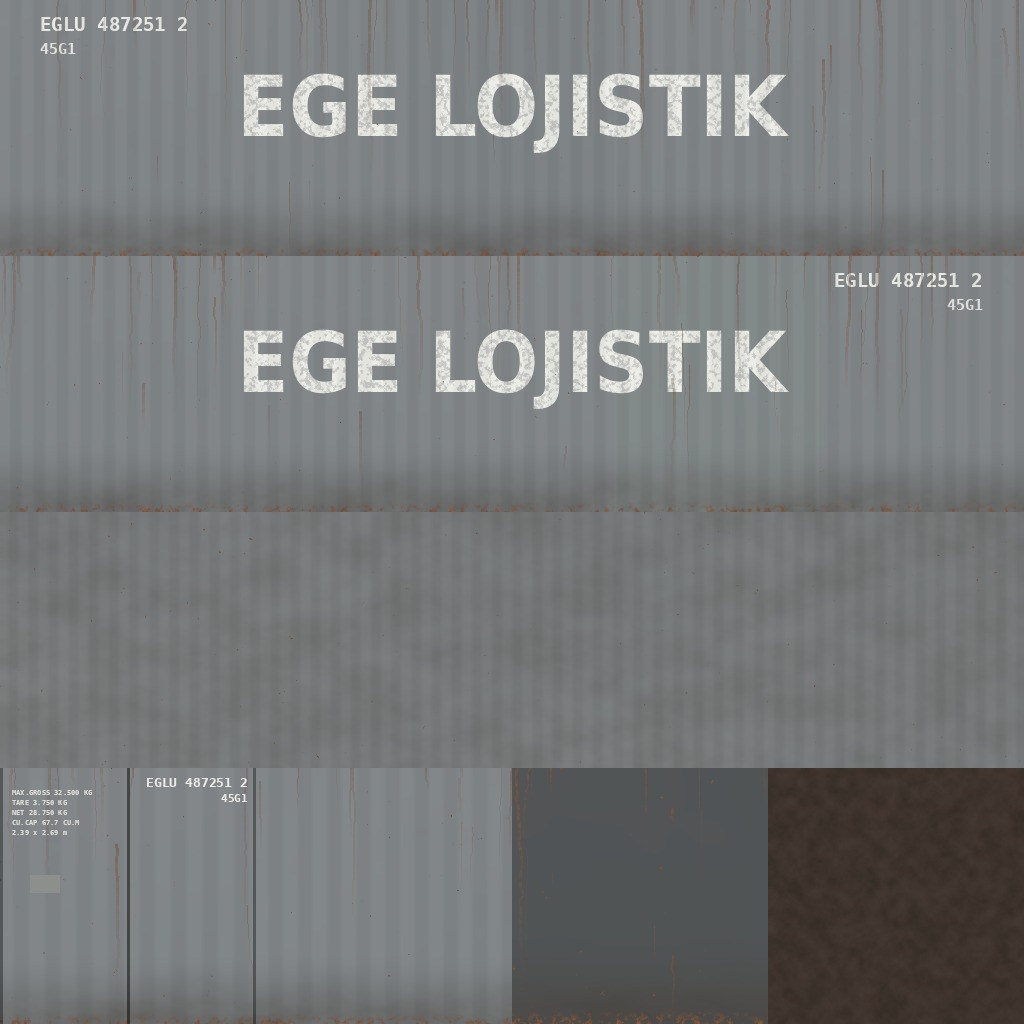 EGLU 487251 2
45G1
EGE LOJISTIK
EGLU 487251 2
45G1
EGE LOJISTIK
MAX.GROSS 32.500 KG
TARE 3.750 KG
NET 28.750 KG
CU.CAP 67.7 CU.M
2.39 x 2.69 m
EGLU 487251 2
45G1